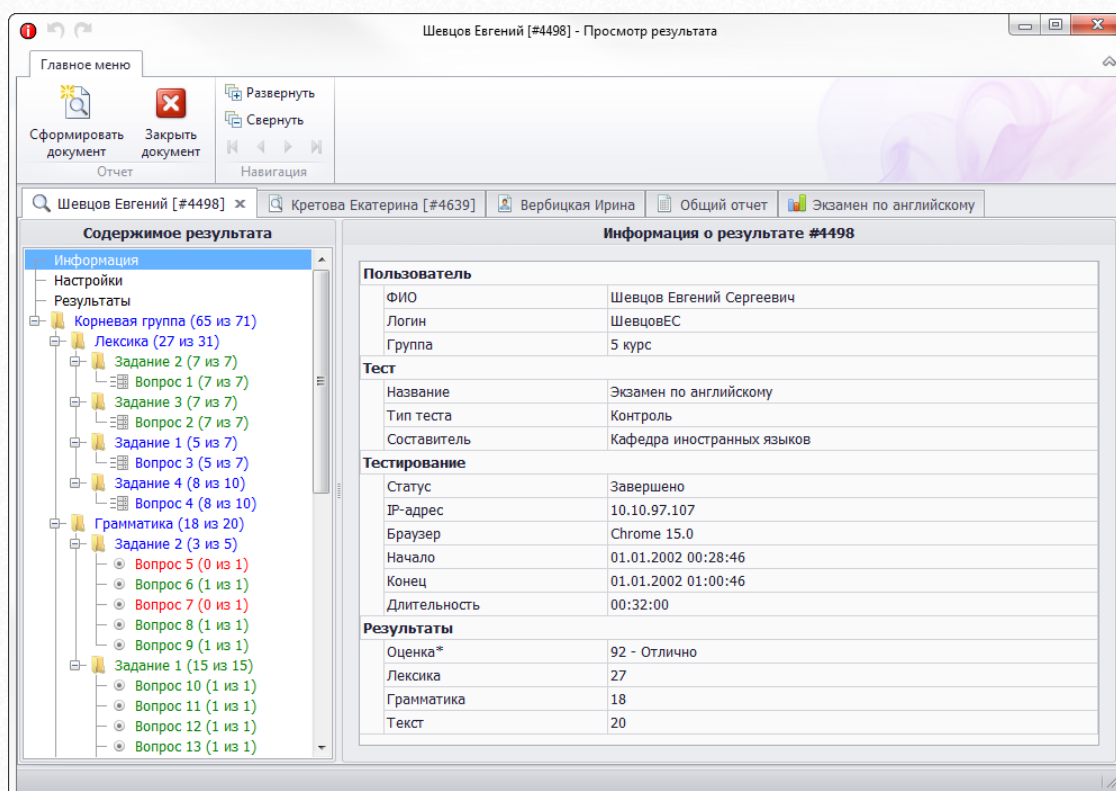 Шевцов Евгений [#4498] - Просмотр результата
Главное меню
Сформировать документ
Закрыть документ
Развернуть
Свернуть
Отчет
Навигация
Шевцов Евгений [#4498]
Кретова Екатерина [#4639]
Вербицкая Ирина
Общий отчет
Экзамен по английскому
Содержимое результата
Информация
Настройки
Результаты
Корневая группа (65 из 71)
Лексика (27 из 31)
Задание 2 (7 из 7)
Вопрос 1 (7 из 7)
Задание 3 (7 из 7)
Вопрос 2 (7 из 7)
Задание 1 (5 из 7)
Вопрос 3 (5 из 7)
Задание 4 (8 из 10)
Вопрос 4 (8 из 10)
Грамматика (18 из 20)
Задание 2 (3 из 5)
Вопрос 5 (0 из 1)
Вопрос 6 (1 из 1)
Вопрос 7 (0 из 1)
Вопрос 8 (1 из 1)
Вопрос 9 (1 из 1)
Задание 1 (15 из 15)
Вопрос 10 (1 из 1)
Вопрос 11 (1 из 1)
Вопрос 12 (1 из 1)
Вопрос 13 (1 из 1)
Информация о результате #4498
Пользователь
ФИО Шевцов Евгений Сергеевич
Логин ШевцовЕС
Группа 5 курс
Тест
Название Экзамен по английскому
Тип теста Контроль
Составитель Кафедра иностранных языков
Тестирование
Статус Завершено
IP-адрес 10.10.97.107
Браузер Chrome 15.0
Начало 01.01.2002 00:28:46
Конец 01.01.2002 01:00:46
Длительность 00:32:00
Результаты
Оценка* 92 - Отлично
Лексика 27
Грамматика 18
Текст 20